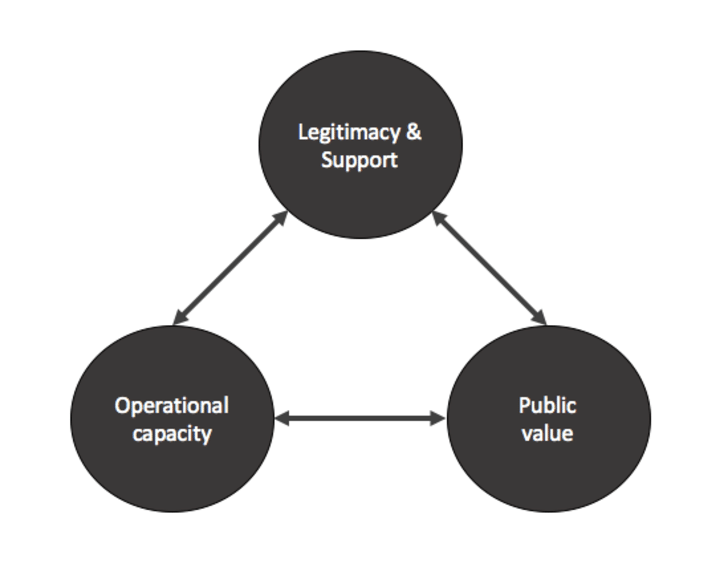 Legitimacy &
Support
Operational
capacity
Public
value